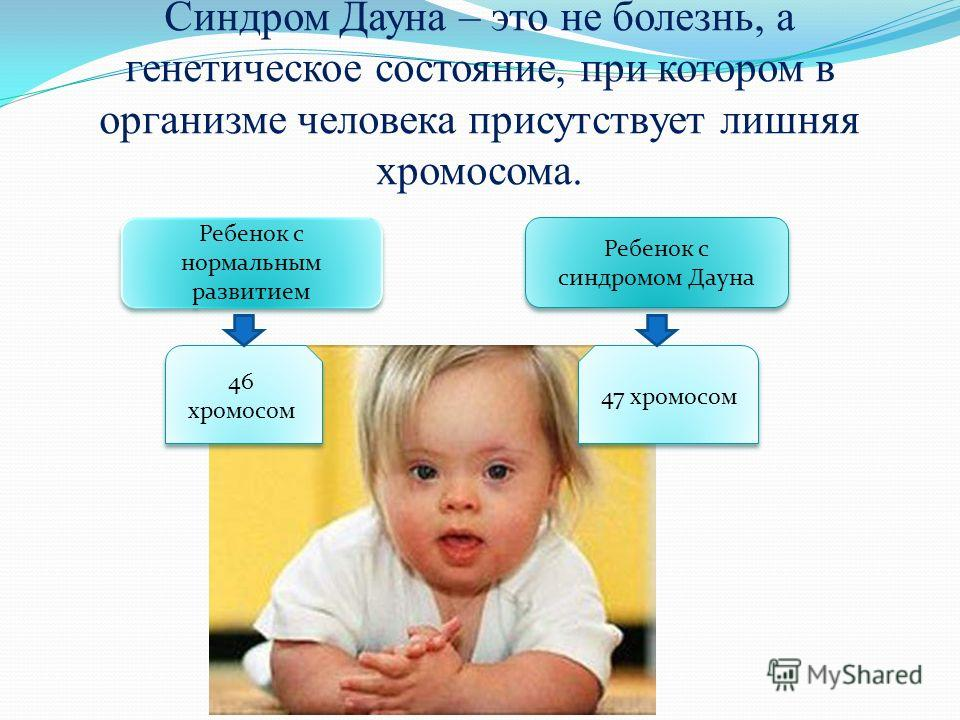 Синдром Дауна – это не болезнь, а
генетическое состояние, при котором в
организме человека присутствует лишняя
хромосома.
Ребенок с
нормальным
развитием
Ребенок с
синдромом Дауна
46
хромосом
47 хромосом
MyShared